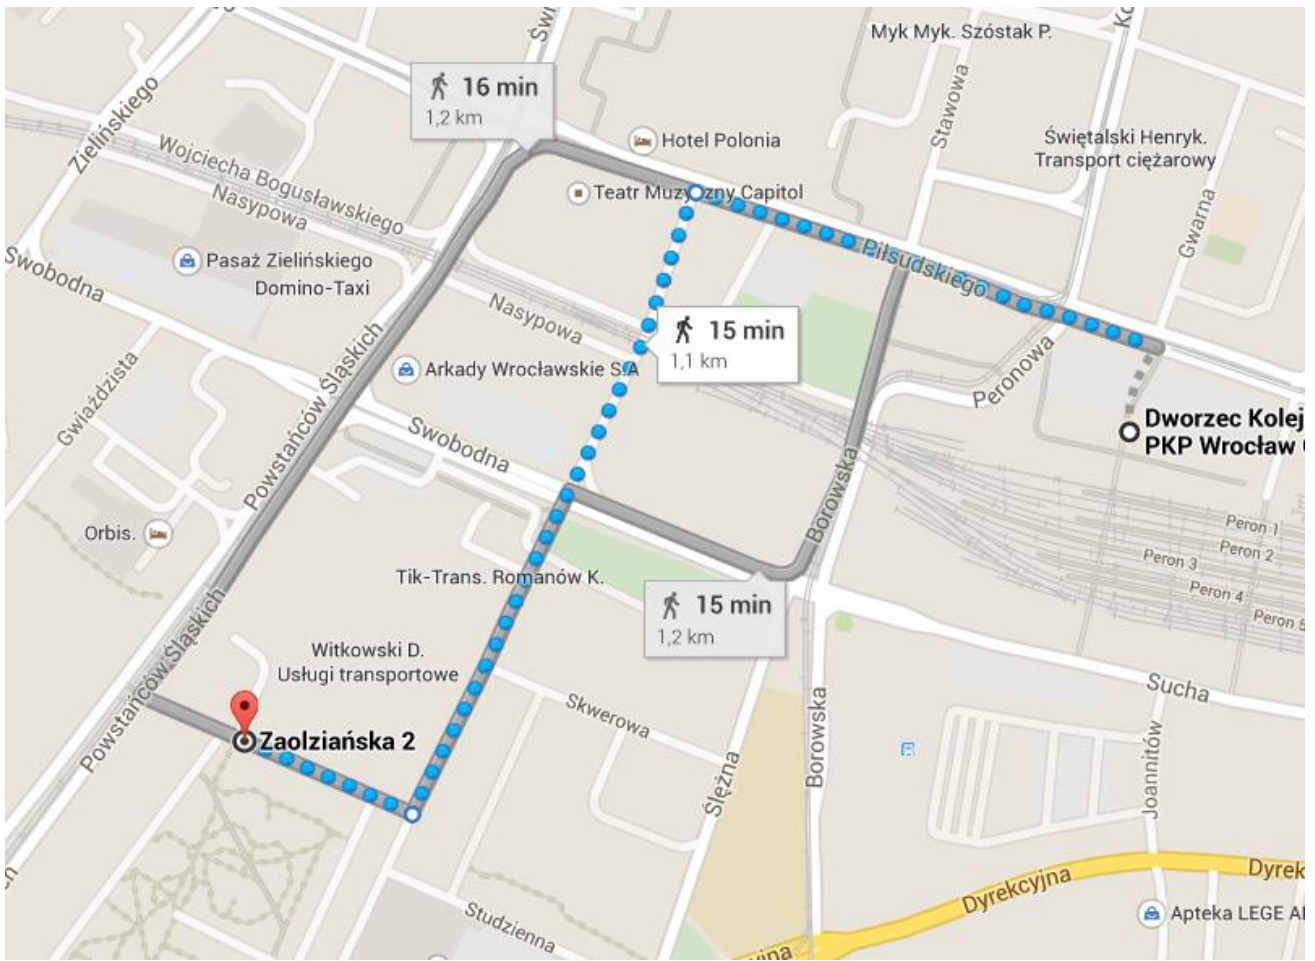 Myk Myk. Szóstak P.
16 min
1,2 km
Zielińskiego
Stawowa
Hotel Polonia
Świętalski Henryk.
Transport ciężarowy
Wojciecha Bogusławskiego
Nasypowa
Teatr Muzyczny Capitol
Gwarna
Piłsudskiego
Swobodna
Pasaż Zielińskiego
Domino-Taxi
Nasypowa
15 min
1,1 km
Arkady Wrocławskie S.A
Peronowa
Gwiaździsta
Powstańców Śląskich
Swobodna
Dworzec Kolej
PKP Wrocław
Borowska
Orbis.
Peron 1
Peron 2
Peron 3
Peron 4
Peron 5
Tik-Trans. Romanów K.
15 min
1,2 km
Witkowski D.
Usługi transportowe
Powstańców Śląskich
Skwerowa
Sucha
Zaolziańska 2
Ślężna
Borowska
Joannitów
Dyrekcyjna
Dyrek
Studzienna
Apteka LEGE